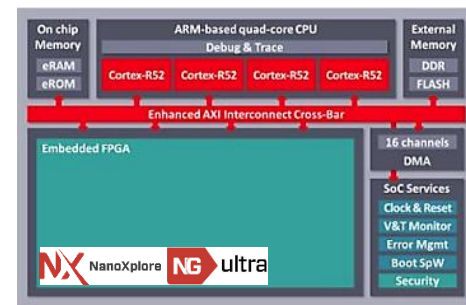 On chip
Memory
eRAM
eROM
ARM-based quad-core CPU
Debug & Trace
Cortex-R52
Cortex-R52
Cortex-R52
Cortex-R52
External
Memory
DDR
FLASH
Enhanced AXI Interconnect Cross-Bar
Embedded FPGA
16 channels
DMA
SoC Services
Clock & Reset
V&T Monitor
Error Mgmt
Boot SpW
Security
NX NanoXplore NG ultra